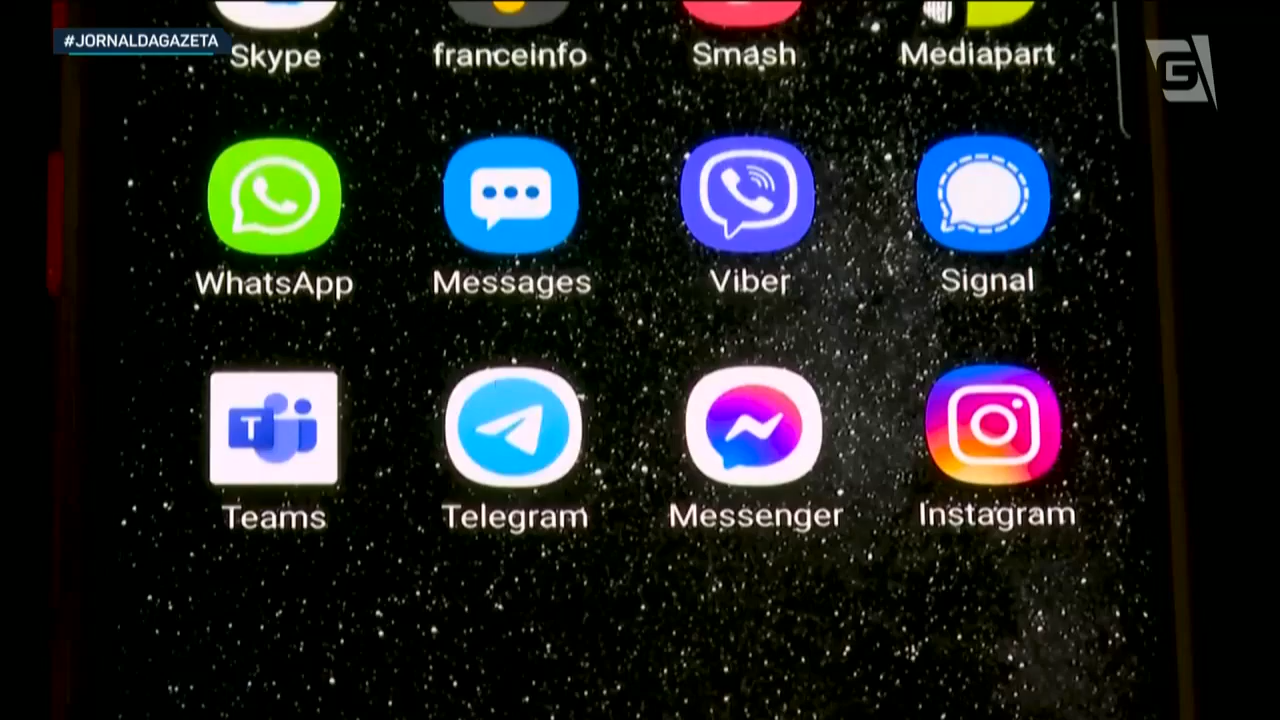 #JORNALDAGAZETA
Skype
franceinfo
Smash
Mediapart
WhatsApp
Messages
Viber
Signal
T
Teams
Telegram
Messenger
Instagram